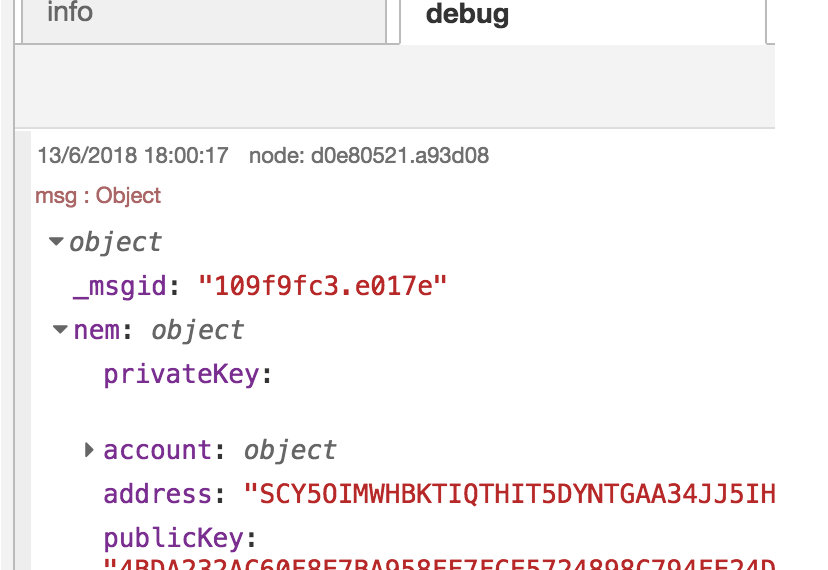 info
debug
13/6/2018 18:00:17 node: d0e80521.a93d08
msg : Object
object
_msgid: "109f9fc3.e017e"
nem: object
privateKey:
account: object
address: "SCY5OIMWHBKTIQTHIT5DYNTGAA34JJ5IH
publicKey: